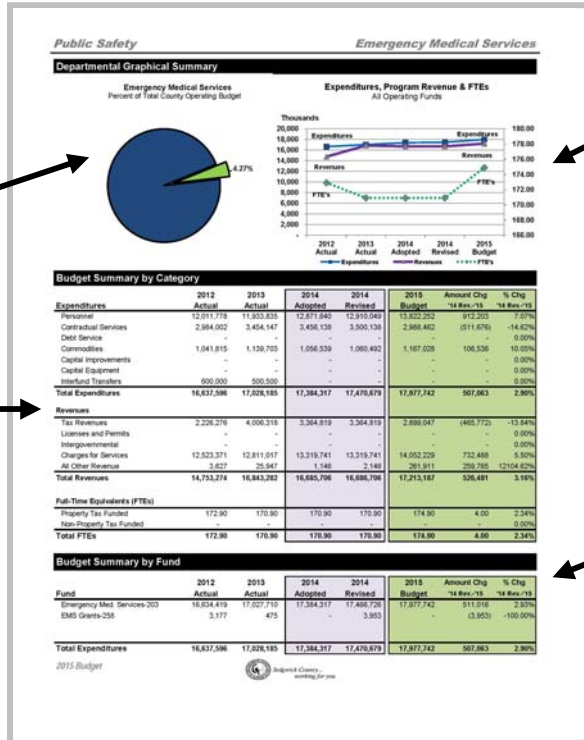 Public Safety Emergency Medical Services
Departmental Graphical Summary
Emergency Medical Services
Percent of Total County Operating Budget
4.27%
Expenditures, Program Revenue & FTEs
All Operating Funds
Thousands
20,000 180.00
18,000 178.00
16,000 176.00
14,000
12,000 174.00
10,000 172.00
8,000
6,000 170.00
4,000 168.00
2,000
- 166.00
Expenditures Expenditures
Revenues Revenues
FTE's FTE's
2012 2013 2014 2014 2015
Actual Actual Adopted Revised Budget
Expenditures Revenues FTE's
Budget Summary by Category
2012 2013 2014 2014 2015 Amount Chg % Chg
Expenditures Actual Actual Adopted Revised Budget '14 Rev.-'15 '14 Rev.-'15
Personnel 12,011,778 11,933,835 12,871,640 12,910,049 13,822,252 912,203 7.07%
Contractual Services 2,984,002 3,454,147 3,456,138 3,500,138 2,988,462 (511,676) -14.62%
Debt Service - - - - - - 0.00%
Commodities 1,041,815 1,139,703 1,056,539 1,060,492 1,167,028 106,536 10.05%
Capital Improvements - - - - - - 0.00%
Capital Equipment - - - - - - 0.00%
Interfund Transfers 600,000 500,500 - - - - 0.00%
Total Expenditures 16,637,596 17,028,185 17,384,317 17,470,679 17,977,742 507,063 2.90%
Revenues
Tax Revenues 2,226,276 4,006,318 3,364,819 3,364,819 2,899,047 (465,772) -13.84%
Licenses and Permits - - - - - - 0.00%
Intergovernmental - - - - - - 0.00%
Charges for Services 12,523,371 12,811,017 13,319,741 13,319,741 14,052,229 732,488 5.50%
All Other Revenue 3,627 25,947 1,146 2,146 261,911 259,765 12104.62%
Total Revenues 14,753,274 16,843,282 16,685,706 16,686,706 17,213,187 526,481 3.16%
Full-Time Equivalents (FTEs)
Property Tax Funded 172.90 170.90 170.90 170.90 174.90 4.00 2.34%
Non-Property Tax Funded - - - - - - 0.00%
Total FTEs 172.90 170.90 170.90 170.90 174.90 4.00 2.34%
Budget Summary by Fund
2012 2013 2014 2014 2015 Amount Chg % Chg
Fund Actual Actual Adopted Revised Budget '14 Rev.-'15 '14 Rev.-'15
Emergency Med. Services-203 16,634,419 17,027,710 17,384,317 17,466,726 17,977,742 511,016 2.93%
EMS Grants-258 3,177 475 - 3,953 - (3,953) -100.00%
Total Expenditures 16,637,596 17,028,185 17,384,317 17,470,679 17,977,742 507,063 2.90%
2015 Budget Sedgwick County...
working for you